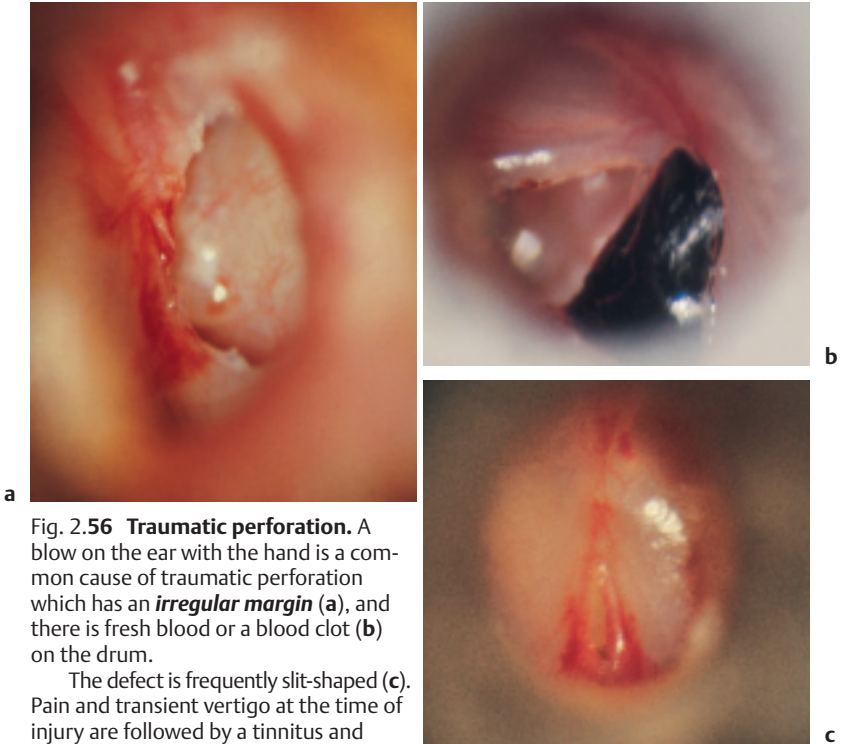 a
b
c
Fig. 2.56 Traumatic perforation. A
blow on the ear with the hand is a com-
mon cause of traumatic perforation
which has an irregular margin (a), and
there is fresh blood or a blood clot (b)
on the drum.
The defect is frequently slit-shaped (c).
Pain and transient vertigo at the time of
injury are followed by a tinnitus and